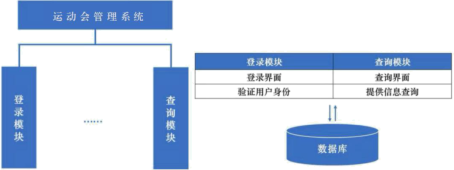 运动会管理系统
登录模块
......
查询模块
登录模块 查询模块
登录界面 查询界面
验证用户身份 提供信息查询
数据库